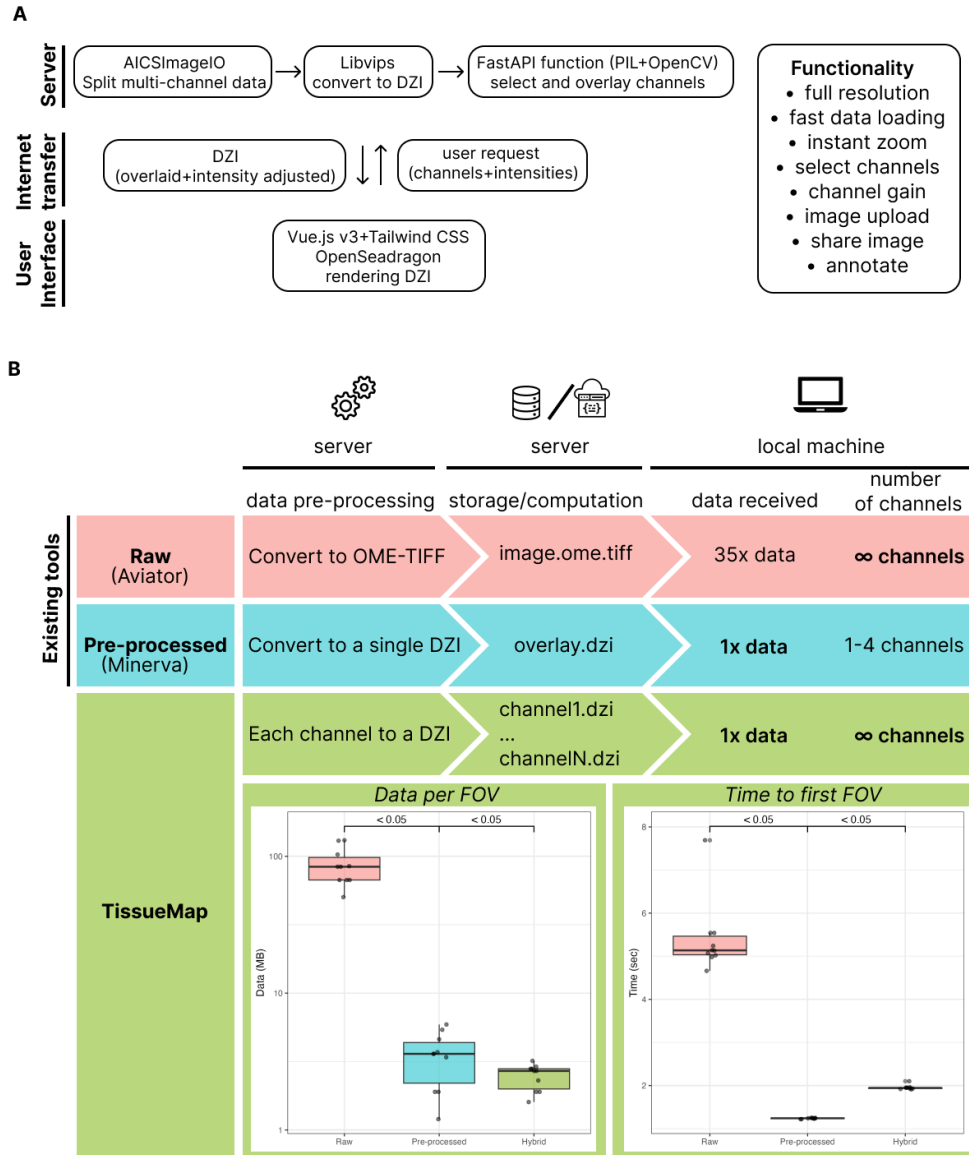 A
Server
AICSImageIO
Split multi-channel data
Libvips
convert to DZI
FastAPI function (PIL+OpenCV)
select and overlay channels
Internet
transfer
DZI
(overlaid+intensity adjusted)
user request
(channels+intensities)
User
Interface
Vue.js v3+Tailwind CSS
OpenSeadragon
rendering DZI
Functionality
• full resolution
• fast data loading
• instant zoom
• select channels
• channel gain
• image upload
• share image
• annotate
B
server
server
local machine
data pre-processing
storage/computation
data received
number
of channels
Existing tools
Raw
(Aviator)
Convert to OME-TIFF
image.ome.tiff
35x data
∞ channels
Pre-processed
(Minerva)
Convert to a single DZI
overlay.dzi
1x data
1-4 channels
TissueMap
Each channel to a DZI
channel1.dzi
...
channelN.dzi
1x data
∞ channels
Data per FOV
< 0.05
< 0.05
Data (MB)
100
10
1
Raw
Pre-processed
Hybrid
Time to first FOV
< 0.05
< 0.05
Time (sec)
8
6
4
2
Raw
Pre-processed
Hybrid